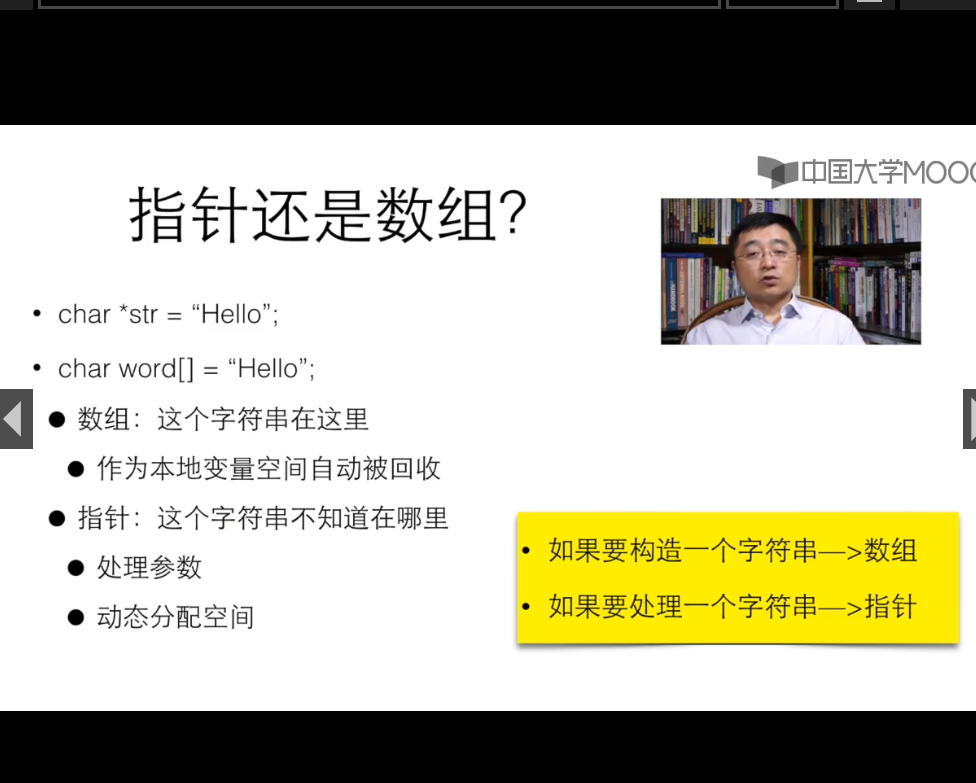 中国大学MOOC
指针还是数组?
• char *str = “Hello”;
• char word[] = “Hello”;
● 数组：这个字符串在这里
● 作为本地变量空间自动被回收
● 指针：这个字符串不知道在哪里
● 处理参数
● 动态分配空间
• 如果要构造一个字符串—>数组
• 如果要处理一个字符串—>指针